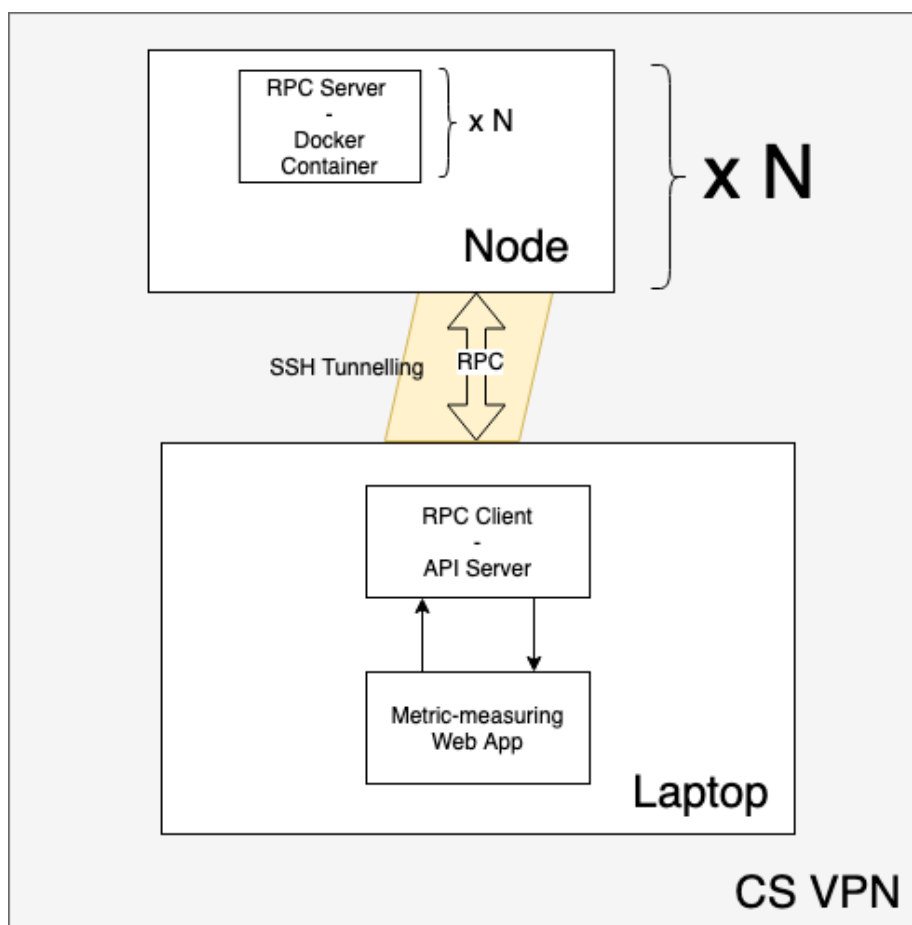 RPC Server
-
Docker
Container
x N
x N
Node
SSH Tunnelling
RPC
RPC Client
-
API Server
Metric-measuring
Web App
Laptop
CS VPN